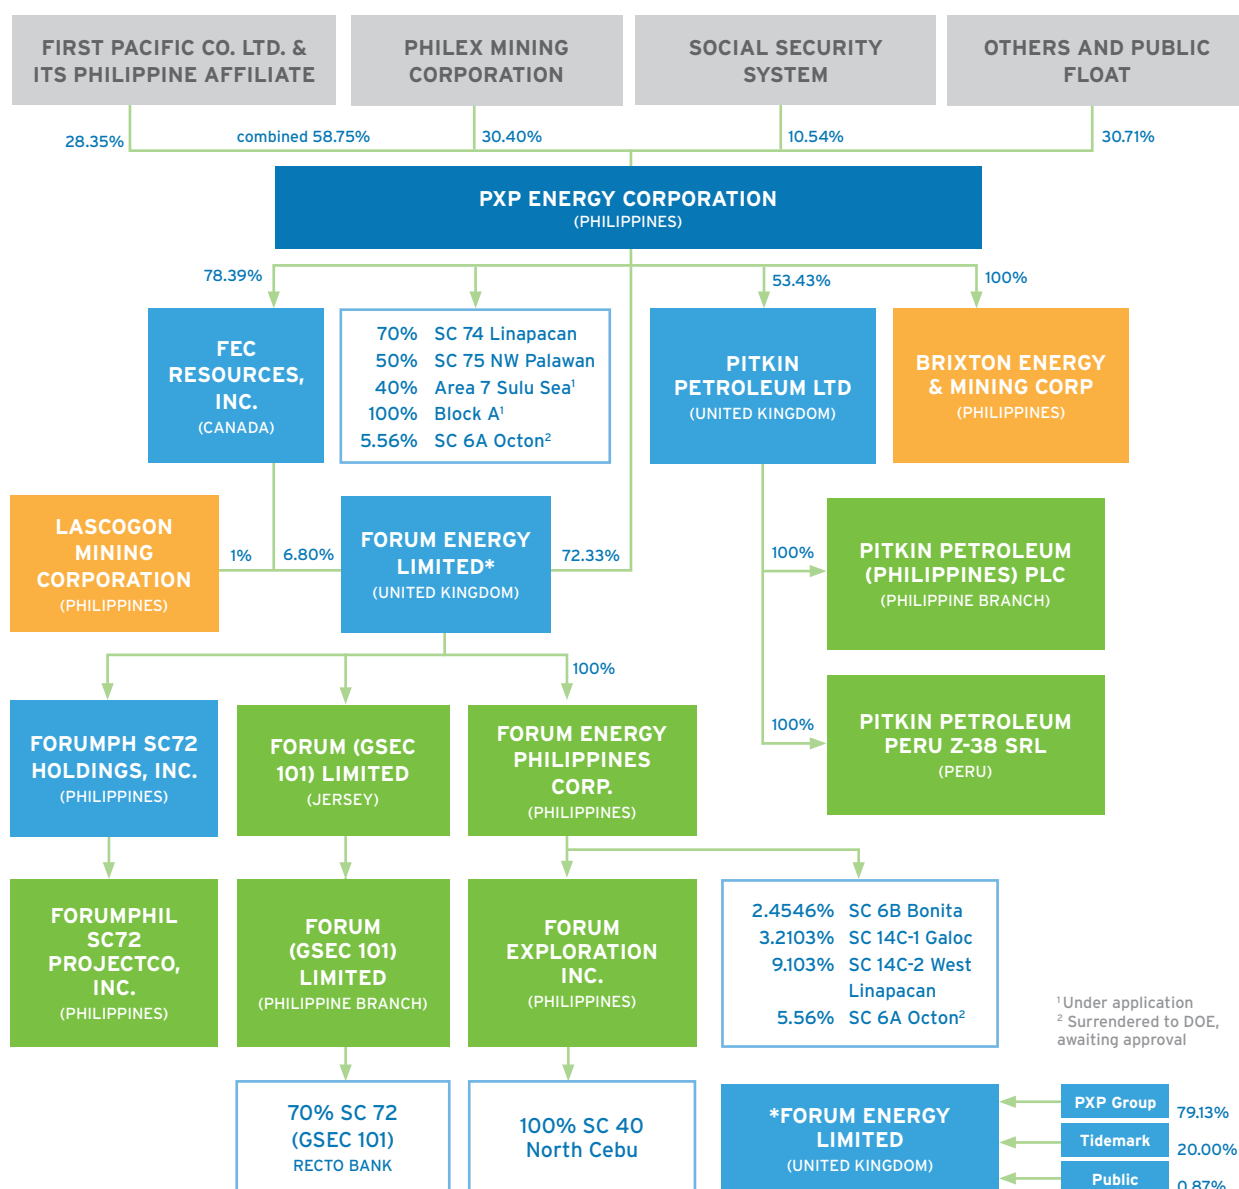 FIRST PACIFIC CO. LTD. &
ITS PHILIPPINE AFFILIATE
PHILEX MINING
CORPORATION
SOCIAL SECURITY
SYSTEM
OTHERS AND PUBLIC
FLOAT
28.35%
combined 58.75%
30.40%
10.54%
30.71%
PXP ENERGY CORPORATION
(PHILIPPINES)
78.39%
53.43%
100%
FEC
RESOURCES,
INC.
(CANADA)
70% SC 74 Linapacan
50% SC 75 NW Palawan
40% Area 7 Sulu Sea¹
100% Block A¹
5.56% SC 6A Octon²
PITKIN
PETROLEUM LTD
(UNITED KINGDOM)
BRIXTON ENERGY
& MINING CORP
(PHILIPPINES)
LASCOGON
MINING
CORPORATION
(PHILIPPINES)
1%
6.80%
FORUM ENERGY
LIMITED*
(UNITED KINGDOM)
72.33%
100%
PITKIN PETROLEUM
(PHILIPPINES) PLC
(PHILIPPINE BRANCH)
100%
PITKIN PETROLEUM
PERU Z-38 SRL
(PERU)
100%
FORUMPH SC72
HOLDINGS, INC.
(PHILIPPINES)
FORUM (GSEC
101) LIMITED
(JERSEY)
FORUM ENERGY
PHILIPPINES
CORP.
(PHILIPPINES)
FORUMPHIL
SC72
PROJECTCO,
INC.
(PHILIPPINES)
FORUM
(GSEC 101)
LIMITED
(PHILIPPINE BRANCH)
FORUM
EXPLORATION
INC.
(PHILIPPINES)
2.4546% SC 6B Bonita
3.2103% SC 14C-1 Galoc
9.103% SC 14C-2 West
Linapacan
5.56% SC 6A Octon²
¹ Under application
² Surrendered to DOE,
awaiting approval
70% SC 72
(GSEC 101)
RECTO BANK
100% SC 40
North Cebu
*FORUM ENERGY
LIMITED
(UNITED KINGDOM)
PXP Group
79.13%
Tidemark
20.00%
Public
0.87%